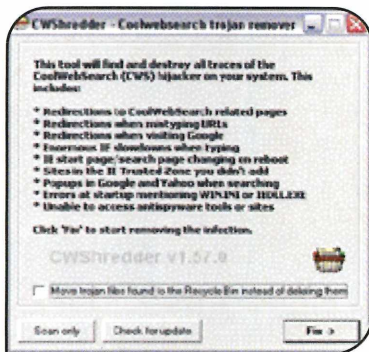 CWShredder - Coolwebsearch trojan remover
This tool will find and destroy all traces of the
CoolWebSearch (CWS) hijacker on your system. This
includes:
* Redirections to CoolWebSearch related pages
* Redirections when mistyping URLs
* Redirections when visiting Google
* Enormous IE slowdowns when typing
* IE start page/search page changing on reboot
* Sites in the IE Trusted Zone you didn't add
* Popups in Google and Yahoo when searching
* Errors at startup mentioning WIN.INI or IEDLL.EXE
* Unable to access antispyware tools or sites
Click 'Fix' to start removing the infection.
CWShredder v1.57.0
Move trojan files found to the Recycle Bin instead of deleting them
Scan only Check for update Fix ->